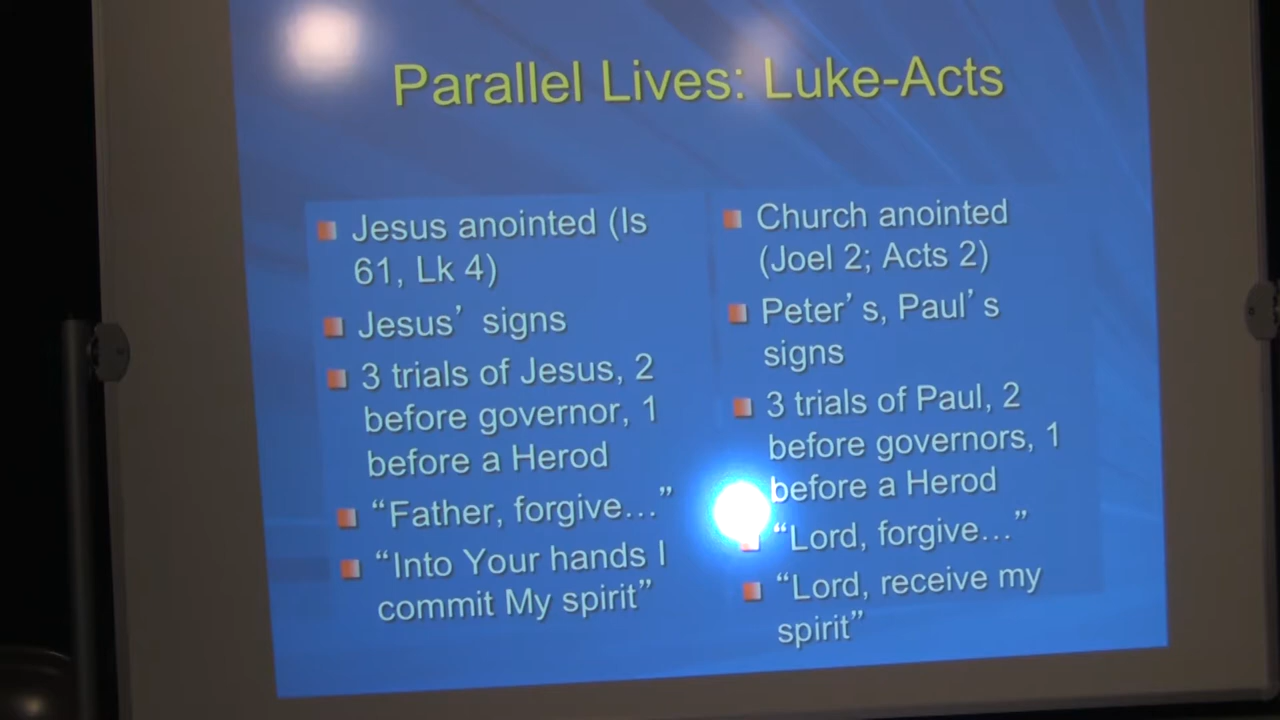 Parallel Lives: Luke-Acts
Jesus anointed (Is
61, Lk 4)
Jesus’ signs
3 trials of Jesus, 2
before governor, 1
before a Herod
“Father, forgive…”
“Into Your hands I
commit My spirit”
Church anointed
(Joel 2; Acts 2)
Peter’s, Paul’s
signs
3 trials of Paul, 2
before governors, 1
before a Herod
“Lord, forgive…”
“Lord, receive my
spirit”